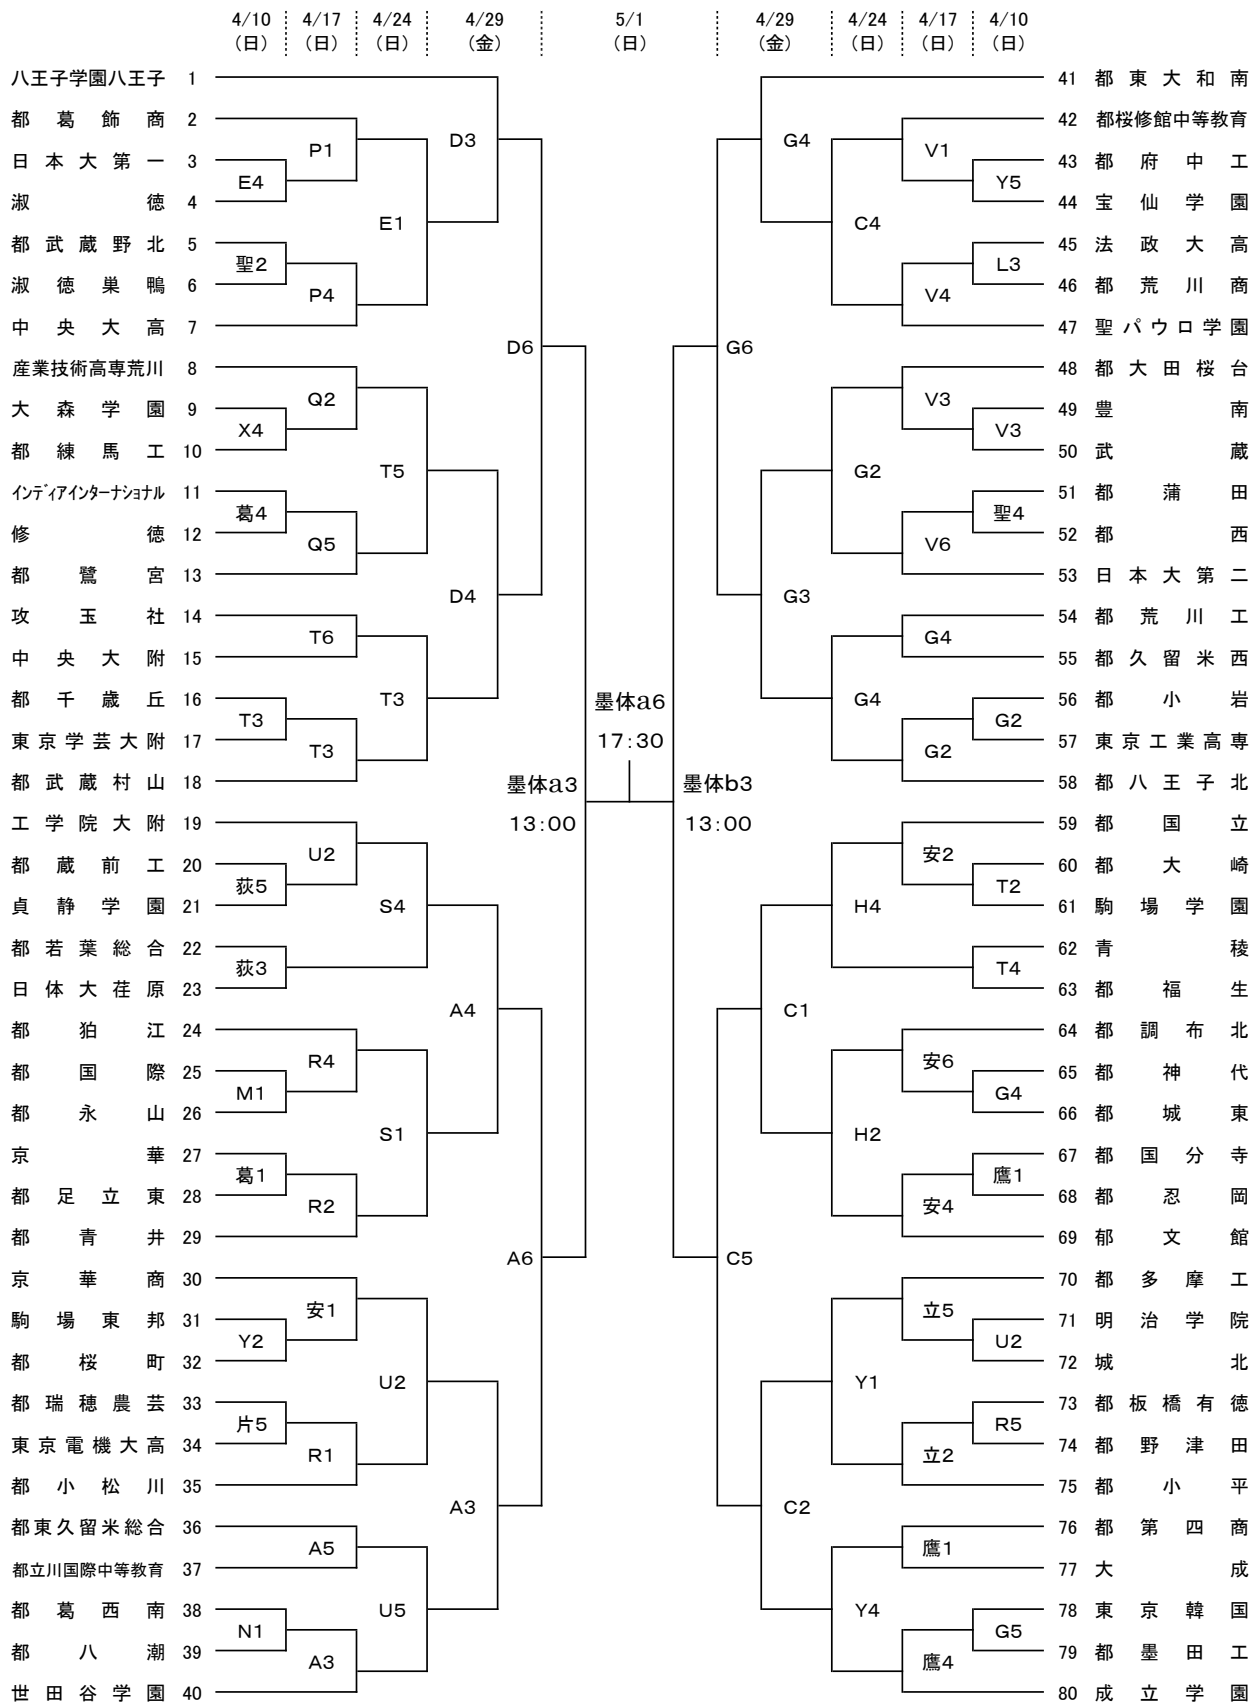 4/10 4/17 4/24 4/29 5/1 4/29 4/24 4/17 4/10
(日) (日) (日) (金) (日) (金) (日) (日) (日)
八王子学園八王子 1 41 都東大和南
都葛飾商 2 D3 G4 42 都桜修館中等教育
P1 V1
日本大第一 3 43 都府中工
E4 Y5
淑徳 4 44 宝仙学園
E1 C4
都武蔵野北 5 45 法政大高
聖2 L3
淑徳巣鴨 6 46 都荒川商
P4 V4
中央大高 7 47 聖パウロ学園
D6 G6
産業技術高専荒川 8 48 都大田桜台
Q2 V3
大森学園 9 49 豊南
X4 V3
都練馬工 10 50 武蔵
T5 G2
インディアインターナショナル 11 51 都蒲田
葛4 聖4
修徳 12 52 都西
Q5 V6
都鷺宮 13 53 日本大第二
D4 G3
攻玉社 14 54 都荒川工
T6 G4
中央大附 15 55 都久留米西
都千歳丘 16 T3 墨体a6 G4 56 都小岩
T3 G2
東京学芸大附 17 17:30 57 東京工業高専
T3 G2
都武蔵村山 18 墨体a3 墨体b3 58 都八王子北
工学院大附 19 13:00 13:00 59 都国立
U2 安2
都蔵前工 20 60 都大崎
荻5 T2
貞静学園 21 S4 H4 61 駒場学園
都若葉総合 22 62 青稜
荻3 T4
日体大荏原 23 63 都福生
A4 C1
都狛江 24 64 都調布北
R4 安6
都国際 25 65 都神代
M1 G4
都永山 26 66 都城東
S1 H2
京華 27 67 都国分寺
葛1 鷹1
都足立東 28 68 都忍岡
R2 安4
都青井 29 69 郁文館
A6 C5
京華商 30 70 都多摩工
安1 立5
駒場東邦 31 71 明治学院
Y2 U2
都桜町 32 72 城北
U2 Y1
都瑞穂農芸 33 73 都板橋有徳
片5 R5
東京電機大高 34 74 都野津田
R1 立2
都小松川 35 75 都小平
A3 C2
都東久留米総合 36 76 都第四商
A5 鷹1
都立川国際中等教育 37 77 大成
都葛西南 38 U5 Y4 78 東京韓国
N1 G5
都八潮 39 79 都墨田工
A3 鷹4
世田谷学園 40 80 成立学園